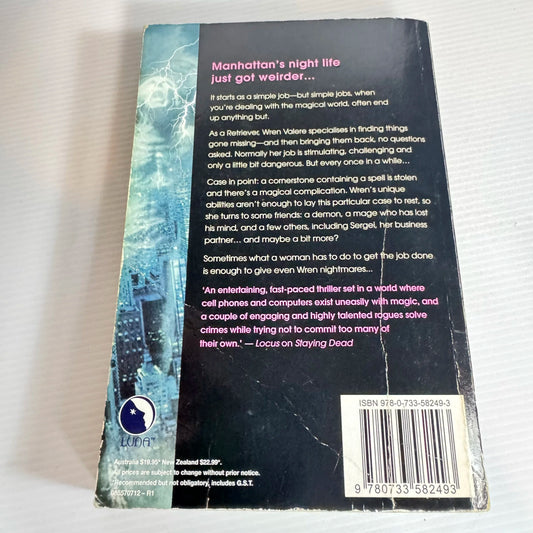 Manhattan's night life
just got weirder...
It starts as a simple job—but simple jobs, when
you're dealing with the magical world, often end
up anything but.
As a Retriever, Wren Valere specialises in finding things
gone missing—and then bringing them back, no questions
asked. Normally her job is stimulating, challenging and
only a little bit dangerous. But every once in a while...
Case in point: a cornerstone containing a spell is stolen
and there's a magical complication. Wren's unique
abilities aren't enough to lay this particular case to rest, so
she turns to some friends: a demon, a mage who has lost
his mind, and a few others, including Sergei, her business
partner... and maybe a bit more?
Sometimes what a woman has to do to get the job done
is enough to give even Wren nightmares...
'An entertaining, fast-paced thriller set in a world where
cell phones and computers exist uneasily with magic, and
a couple of engaging and highly talented rogues solve
crimes while trying not to commit too many of
their own.' — Locus on Staying Dead
ISBN 978-0-733-58249-3
9 780733 582493
LUNA™
Australia $19.95* New Zealand $22.99*
All prices are subject to change without prior notice.
*Recommended but not obligatory, includes G.S.T.
065570712 – R1